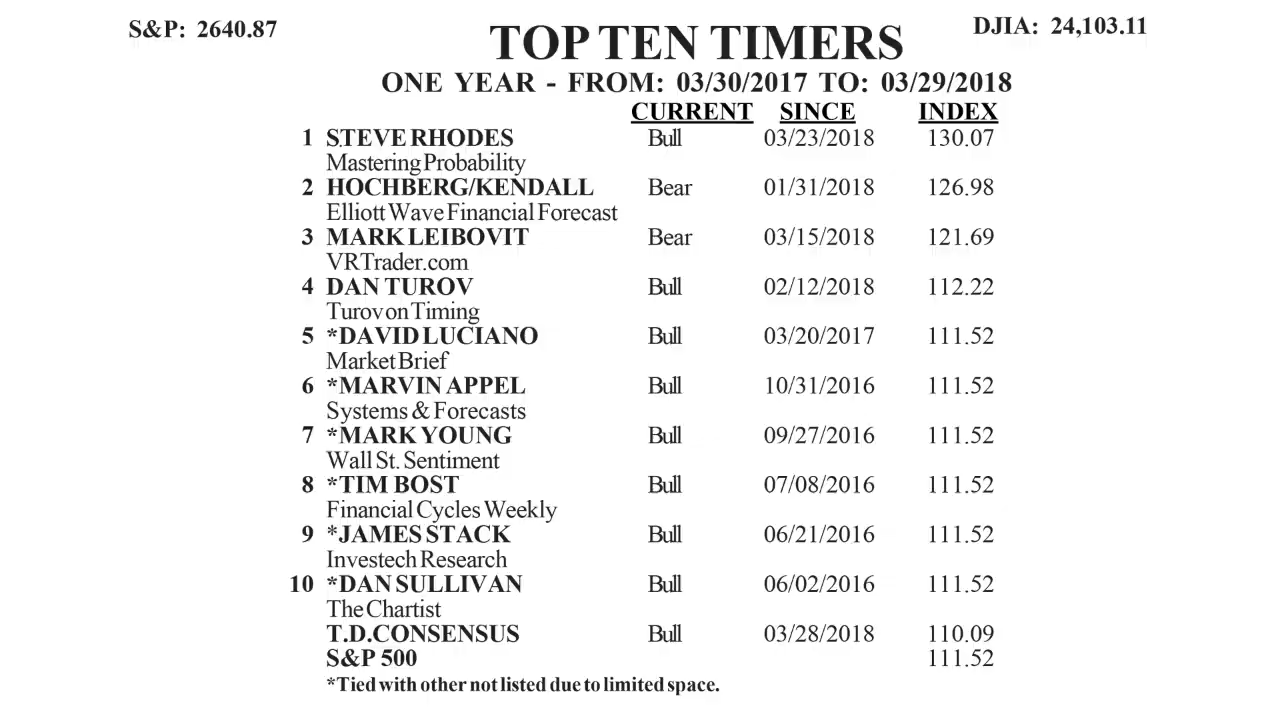 S&P: 2640.87
TOP TEN TIMERS
DJIA: 24,103.11
ONE YEAR - FROM: 03/30/2017 TO: 03/29/2018
CURRENT SINCE INDEX
1 STEVE RHODES Bull 03/23/2018 130.07
Mastering Probability
2 HOCHBERG/KENDALL Bear 01/31/2018 126.98
Elliott Wave Financial Forecast
3 MARK LEIBOVIT Bear 03/15/2018 121.69
VRTrader.com
4 DAN TUROV Bull 02/12/2018 112.22
Turov on Timing
5 *DAVID LUCIANO Bull 03/20/2017 111.52
Market Brief
6 *MARVIN APPEL Bull 10/31/2016 111.52
Systems & Forecasts
7 *MARK YOUNG Bull 09/27/2016 111.52
Wall St. Sentiment
8 *TIM BOST Bull 07/08/2016 111.52
Financial Cycles Weekly
9 *JAMES STACK Bull 06/21/2016 111.52
Investech Research
10 *DAN SULLIVAN Bull 06/02/2016 111.52
The Chartist
T.D.CONSENSUS Bull 03/28/2018 110.09
S&P 500 111.52
*Tied with other not listed due to limited space.